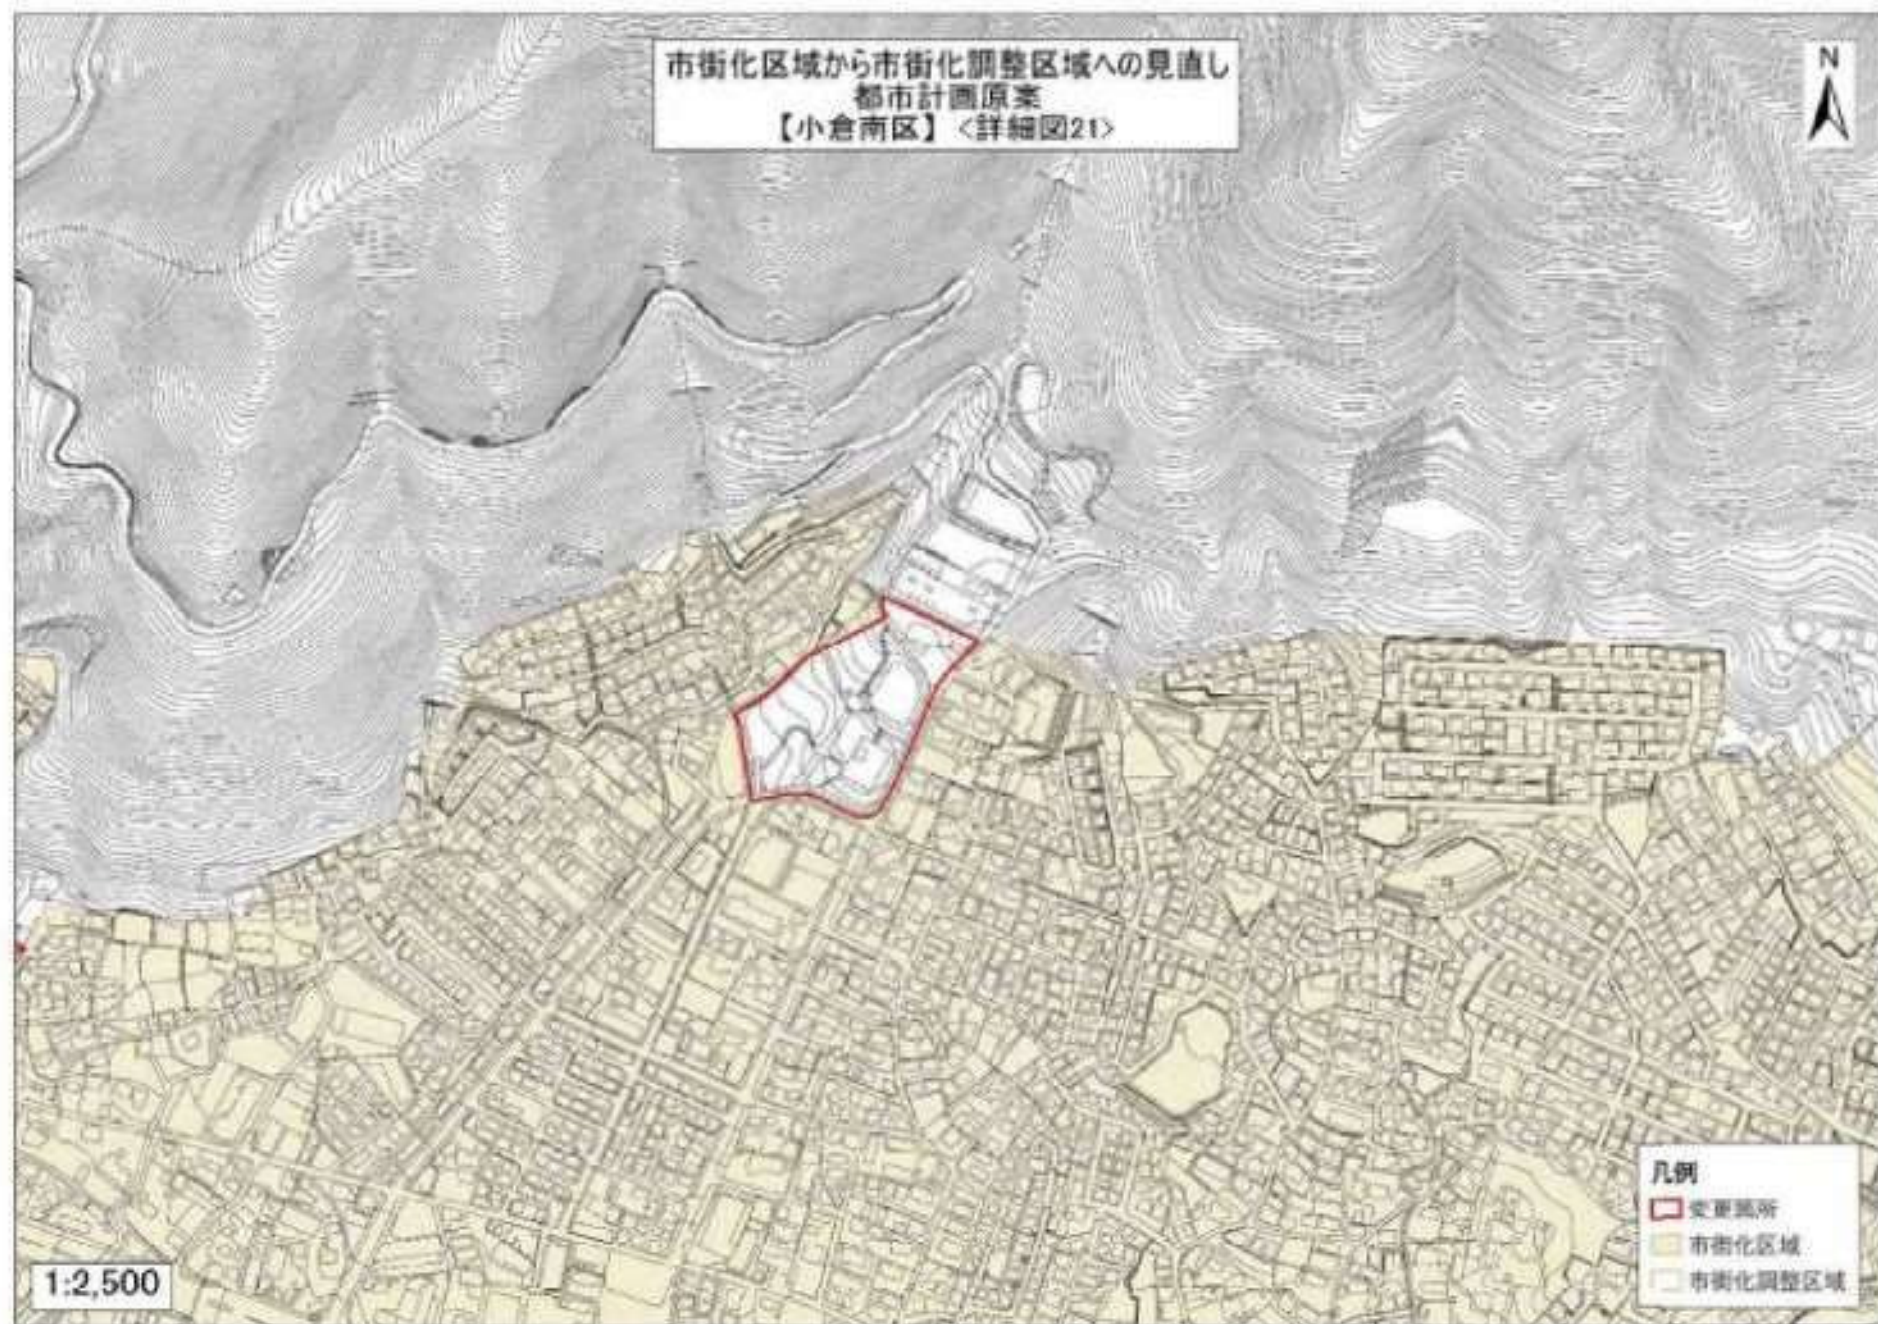 市街化区域から市街化調整区域への見直し
都市計画原案
【小倉南区】<詳細図21>
N
凡例
変更箇所
市街化区域
市街化調整区域
1:2,500